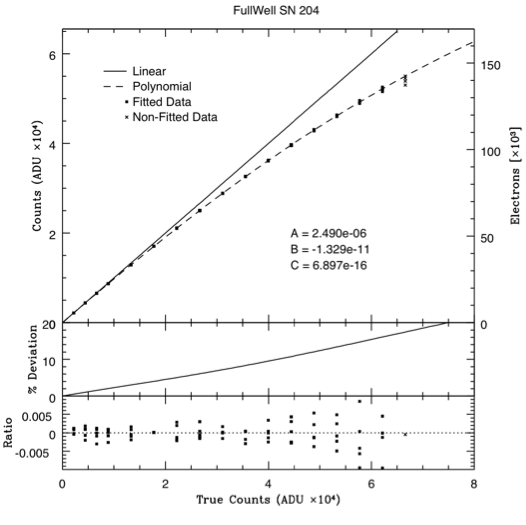 FullWell SN 204
Linear
Polynomial
Fitted Data
Non-Fitted Data
A = 2.490e-06
B = -1.329e-11
C = 6.897e-16
Counts (ADU ×10⁴)
6
4
2
Electrons [×10³]
150
100
50
0
% Deviation
20
10
0
Ratio
0.005
0
-0.005
0 2 4 6 8
True Counts (ADU ×10⁴)